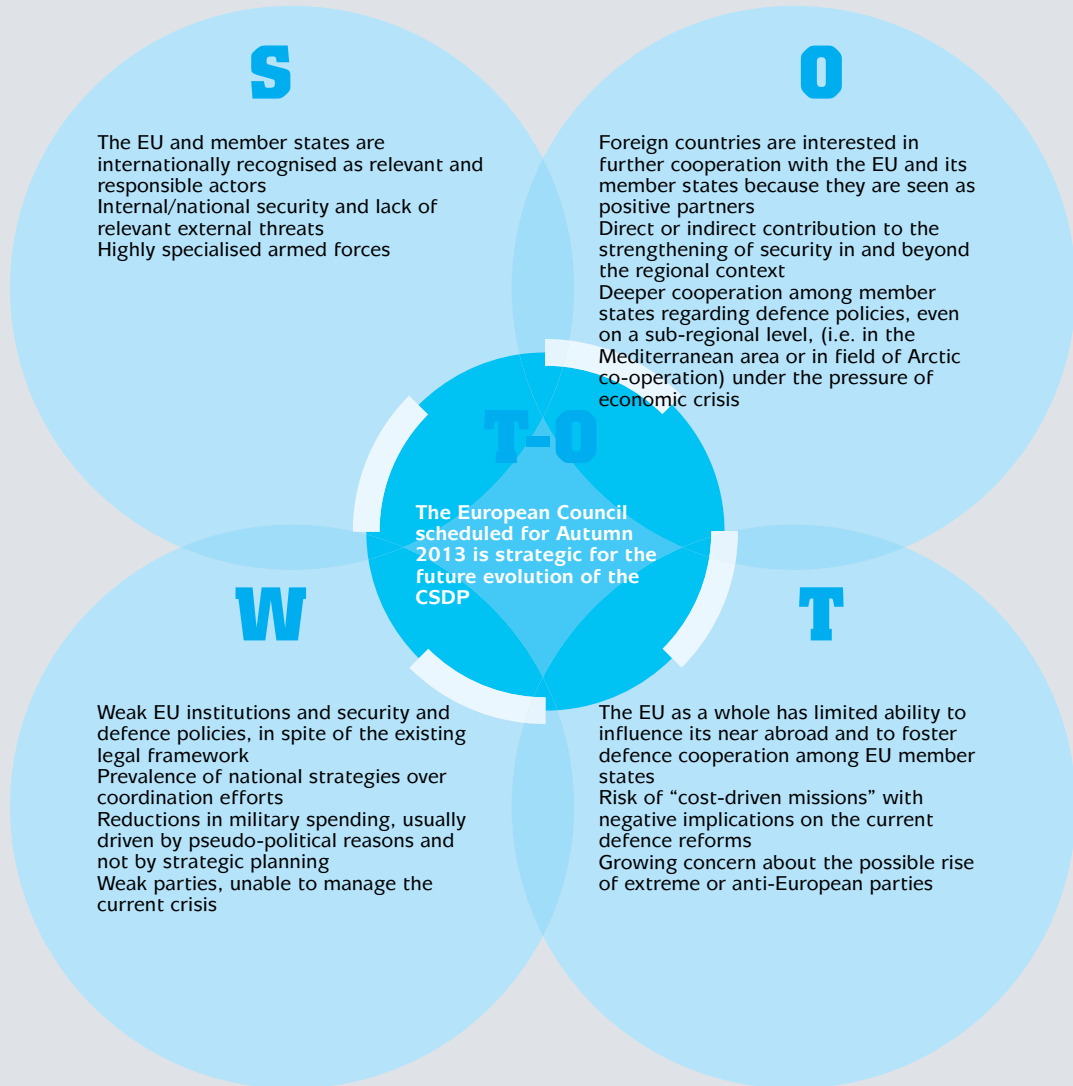 S
The EU and member states are
internationally recognised as relevant and
responsible actors
Internal/national security and lack of
relevant external threats
Highly specialised armed forces
O
Foreign countries are interested in
further cooperation with the EU and its
member states because they are seen as
positive partners
Direct or indirect contribution to the
strengthening of security in and beyond
the regional context
Deeper cooperation among member
states regarding defence policies, even
on a sub-regional level, (i.e. in the
Mediterranean area or in field of Arctic
co-operation) under the pressure of
economic crisis
T-O
The European Council
scheduled for Autumn
2013 is strategic for the
future evolution of the
CSDP
W
Weak EU institutions and security and
defence policies, in spite of the existing
legal framework
Prevalence of national strategies over
coordination efforts
Reductions in military spending, usually
driven by pseudo-political reasons and
not by strategic planning
Weak parties, unable to manage the
current crisis
T
The EU as a whole has limited ability to
influence its near abroad and to foster
defence cooperation among EU member
states
Risk of “cost-driven missions” with
negative implications on the current
defence reforms
Growing concern about the possible rise
of extreme or anti-European parties